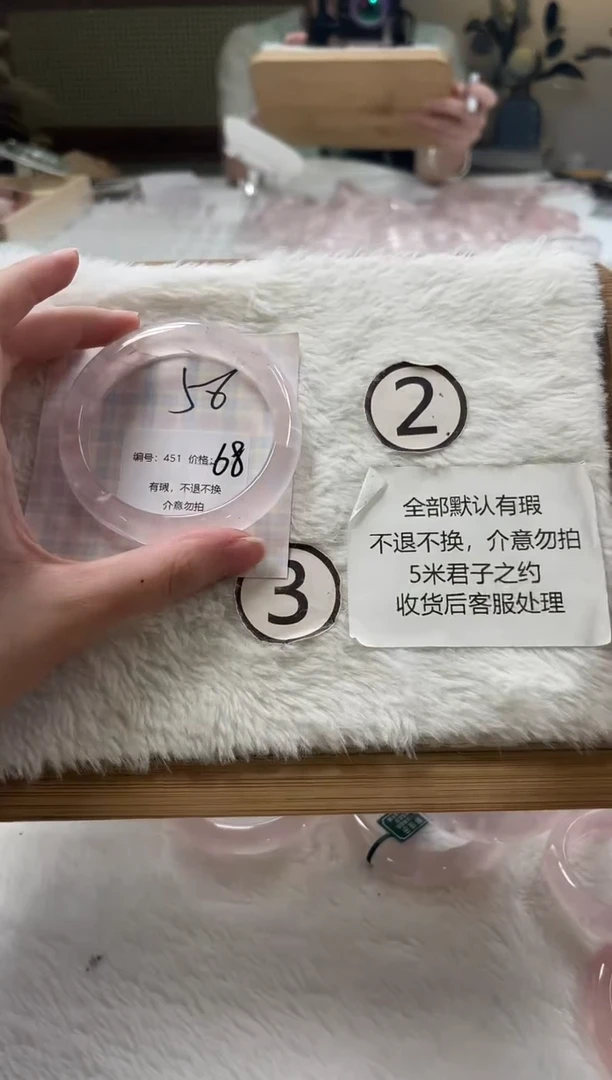 56
编号：451 价格：68
有瑕，不退不换
介意勿拍
2
全部默认有瑕
不退不换，介意勿拍
5米君子之约
收货后客服处理
3